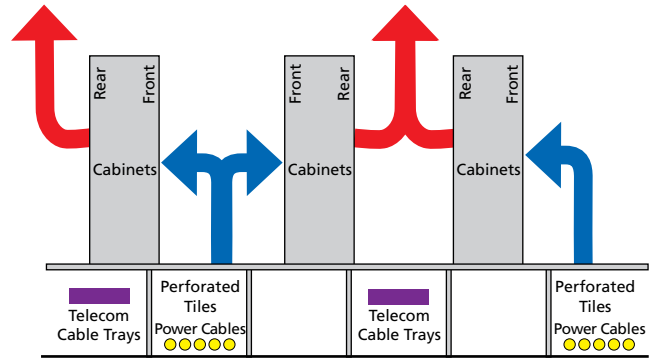 Rear
Front
Cabinets
Front
Rear
Cabinets
Rear
Front
Cabinets
Telecom
Cable Trays
Perforated
Tiles
Power Cables
Telecom
Cable Trays
Perforated
Tiles
Power Cables